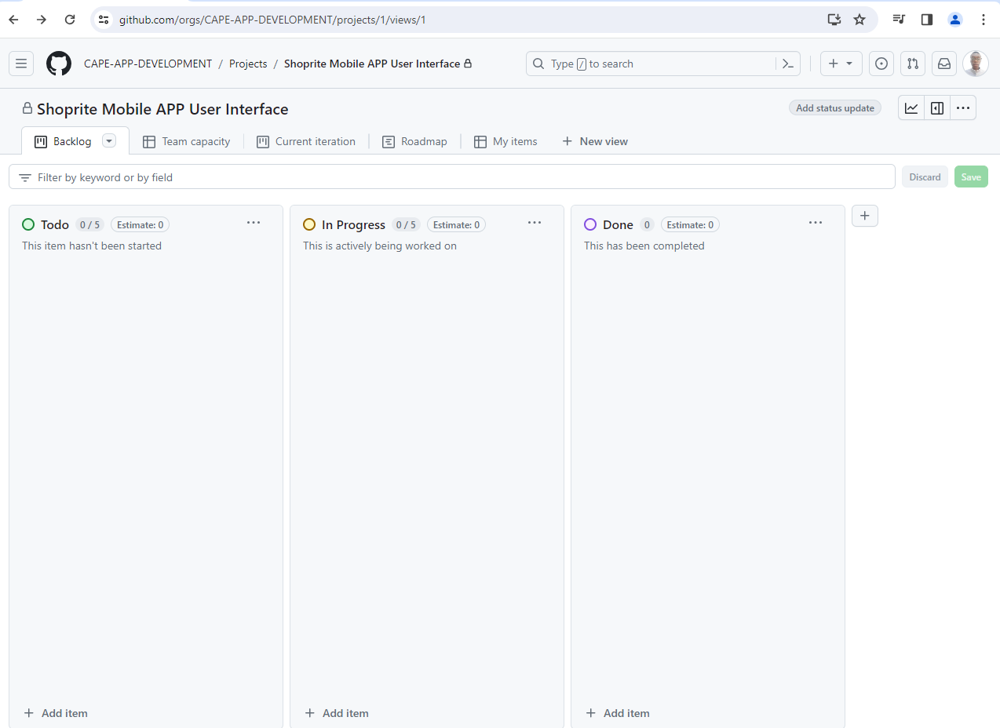 github.com/orgs/CAPE-APP-DEVELOPMENT/projects/1/views/1
CAPE-APP-DEVELOPMENT / Projects / Shoprite Mobile APP User Interface
Type / to search
Shoprite Mobile APP User Interface
Add status update
Backlog
Team capacity
Current iteration
Roadmap
My items
New view
Filter by keyword or by field
Discard
Save
Todo 0 / 5 Estimate: 0
This item hasn't been started
Add item
In Progress 0 / 5 Estimate: 0
This is actively being worked on
Add item
Done 0 Estimate: 0
This has been completed
Add item